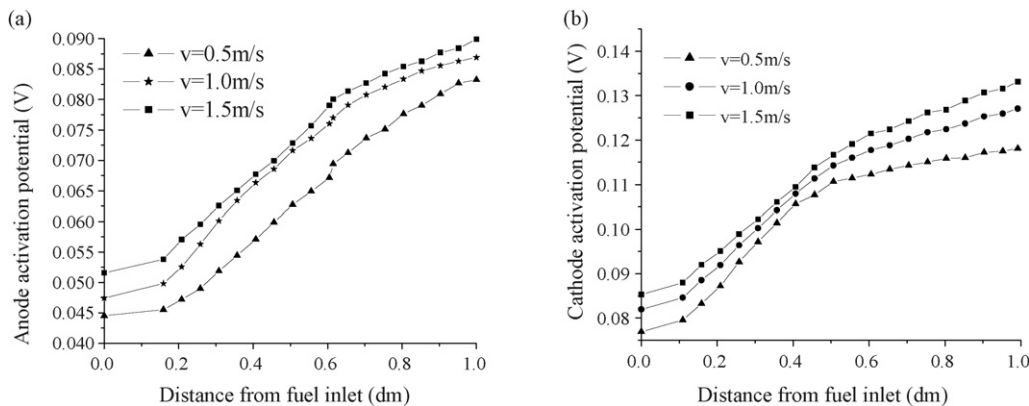 (a)
Anode activation potential (V)
0.090
0.085
0.080
0.075
0.070
0.065
0.060
0.055
0.050
0.045
0.040
v=0.5m/s
v=1.0m/s
v=1.5m/s
0.0 0.2 0.4 0.6 0.8 1.0
Distance from fuel inlet (dm)
(b)
Cathode activation potential (V)
0.14
0.13
0.12
0.11
0.10
0.09
0.08
v=0.5m/s
v=1.0m/s
v=1.5m/s
0.0 0.2 0.4 0.6 0.8 1.0
Distance from fuel inlet (dm)